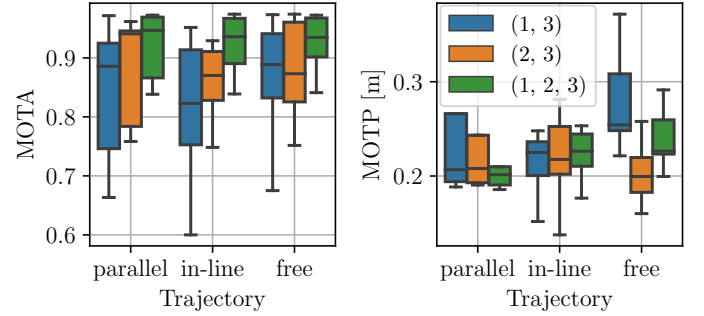 MOTA
0.9
0.8
0.7
0.6
parallel in-line free
Trajectory
MOTP [m]
0.3
0.2
(1, 3)
(2, 3)
(1, 2, 3)
parallel in-line free
Trajectory